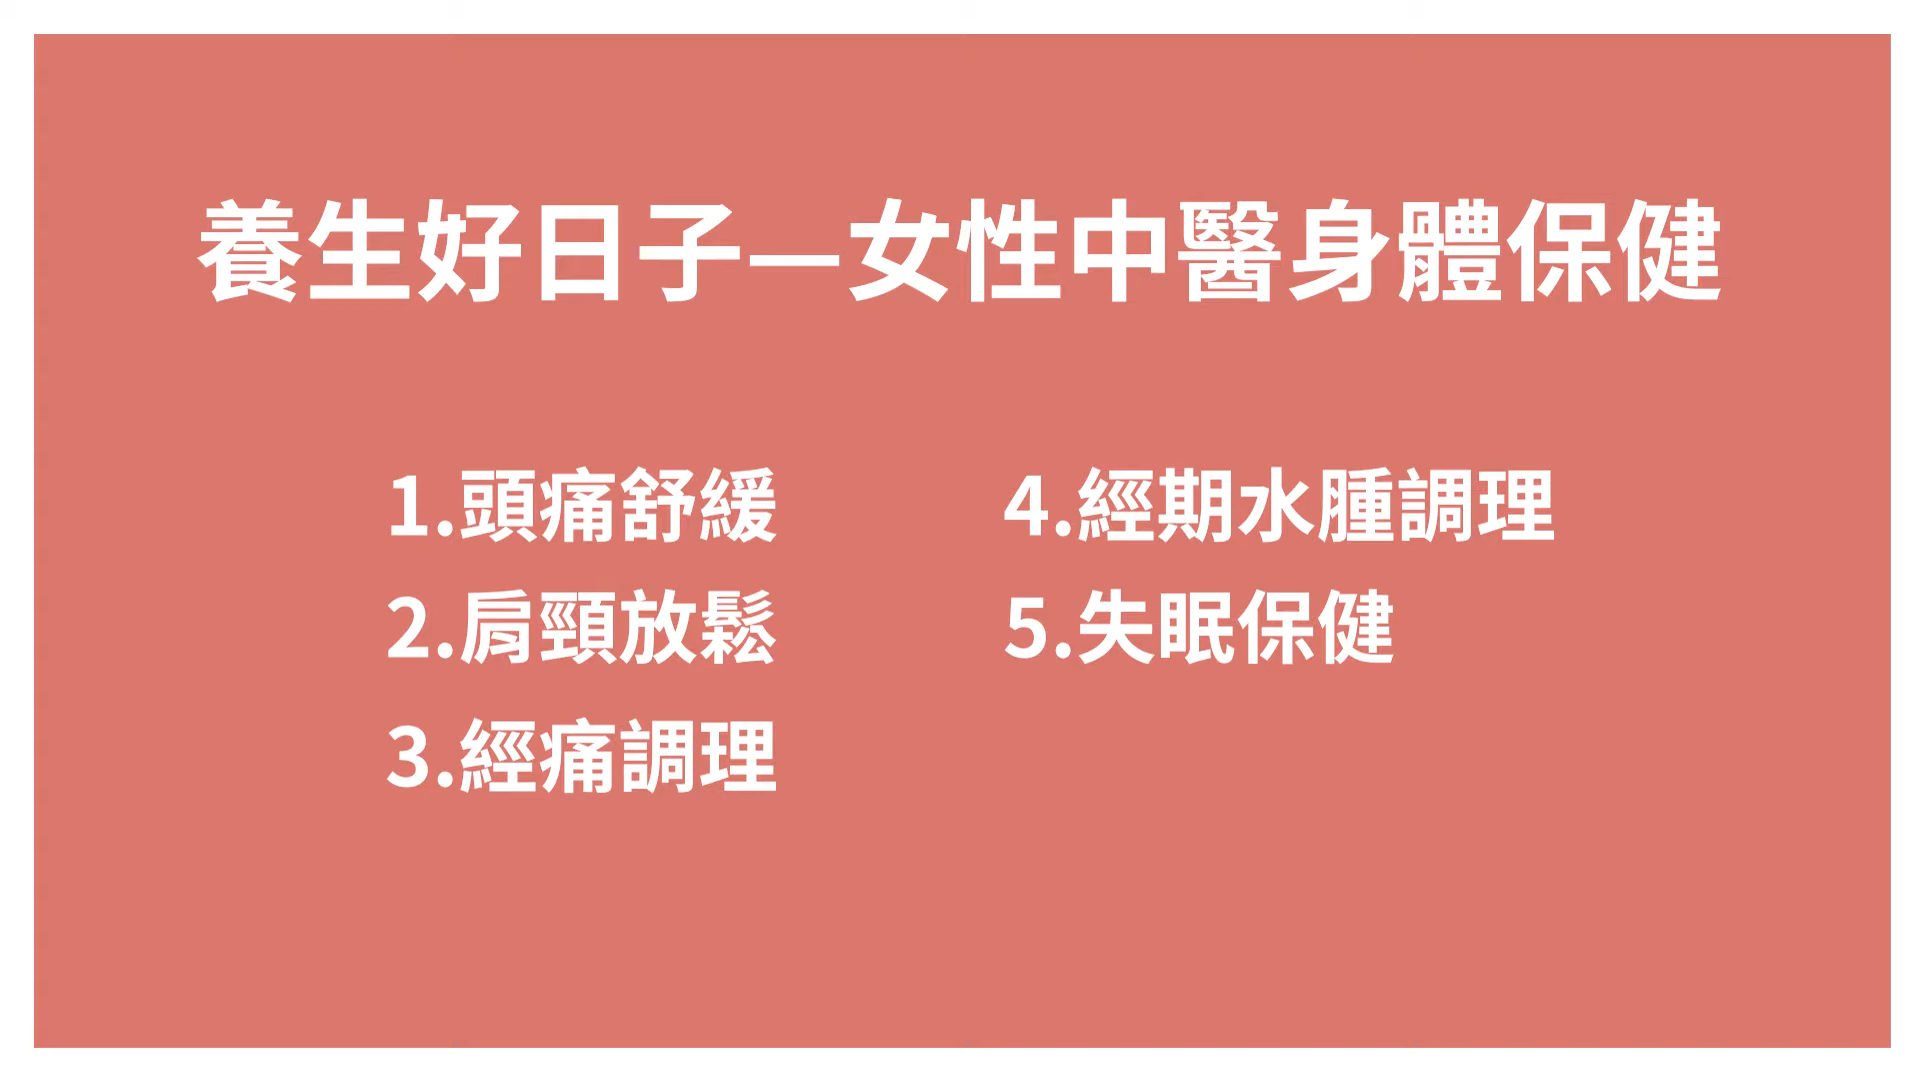 養生好日子—女性中醫身體保健
1.頭痛舒緩
2.肩頸放鬆
3.經痛調理
4.經期水腫調理
5.失眠保健